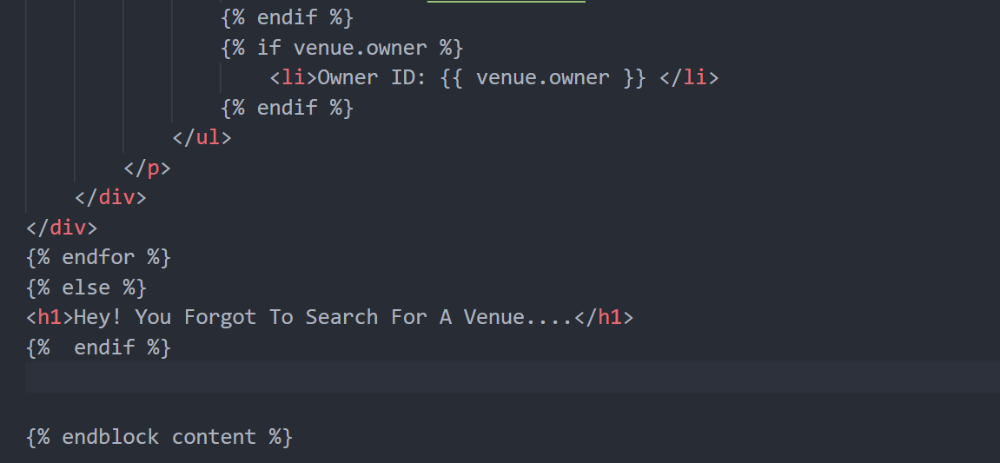 {% endif %}
{% if venue.owner %}
<li>Owner ID: {{ venue.owner }} </li>
{% endif %}
</ul>
</p>
</div>
</div>
{% endfor %}
{% else %}
<h1>Hey! You Forgot To Search For A Venue....</h1>
{%  endif %}
{% endblock content %}